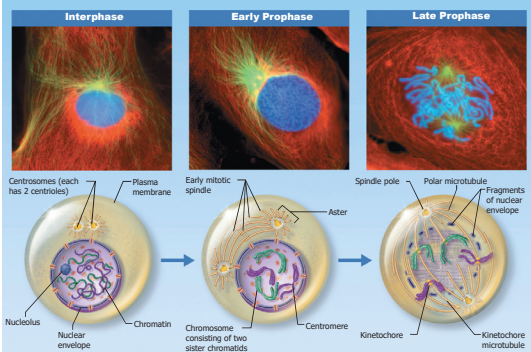 Interphase
Early Prophase
Late Prophase
Centrosomes (each
has 2 centrioles)
Plasma
membrane
Early mitotic
spindle
Aster
Spindle pole
Polar microtubule
Fragments
of nuclear
envelope
Nucleolus
Nuclear
envelope
Chromatin
Chromosome
consisting of two
sister chromatids
Centromere
Kinetochore
Kinetochore
microtubule